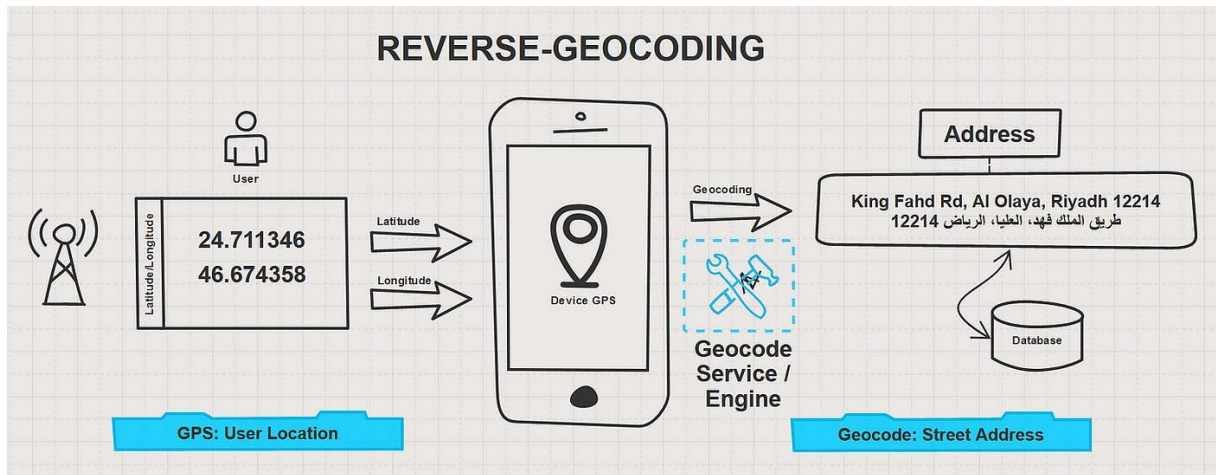 REVERSE-GEOCODING
User
Latitude/Longitude
24.711346
46.674358
Latitude
Longitude
Device GPS
Geocoding
Geocode
Service /
Engine
Address
King Fahd Rd, Al Olaya, Riyadh 12214
طريق الملك فهد، العليا، الرياض 12214
Database
GPS: User Location
Geocode: Street Address